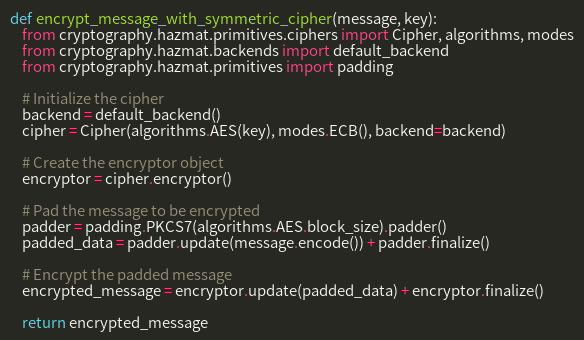 def encrypt_message_with_symmetric_cipher(message, key):
from cryptography.hazmat.primitives.ciphers import Cipher, algorithms, modes
from cryptography.hazmat.backends import default_backend
from cryptography.hazmat.primitives import padding
# Initialize the cipher
backend = default_backend()
cipher = Cipher(algorithms.AES(key), modes.ECB(), backend=backend)
# Create the encryptor object
encryptor = cipher.encryptor()
# Pad the message to be encrypted
padder = padding.PKCS7(algorithms.AES.block_size).padder()
padded_data = padder.update(message.encode()) + padder.finalize()
# Encrypt the padded message
encrypted_message = encryptor.update(padded_data) + encryptor.finalize()
return encrypted_message